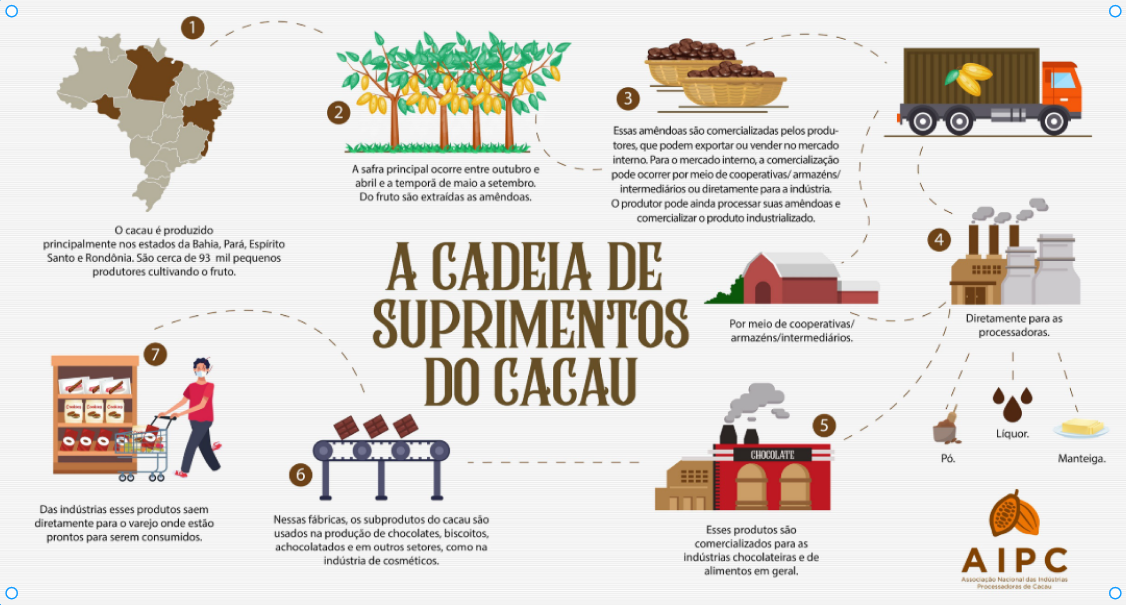 1
O cacau é produzido
principalmente nos estados da Bahia, Pará, Espírito
Santo e Rondônia. São cerca de 93 mil pequenos
produtores cultivando o fruto.
2
A safra principal ocorre entre outubro e
abril e a temporã de maio a setembro.
Do fruto são extraídas as amêndoas.
3
Essas amêndoas são comercializadas pelos produ-
tores, que podem exportar ou vender no mercado
interno. Para o mercado interno, a comercialização
pode ocorrer por meio de cooperativas/ armazéns/
intermediários ou diretamente para a indústria.
O produtor pode ainda processar suas amêndoas e
comercializar o produto industrializado.
A CADEIA DE
SUPRIMENTOS
DO CACAU
Por meio de cooperativas/
armazéns/intermediários.
4
Diretamente para as
processadoras.
Pó.
Líquor.
Manteiga.
5
CHOCOLATE
Esses produtos são
comercializados para as
indústrias chocolateiras e de
alimentos em geral.
6
Nessas fábricas, os subprodutos do cacau são
usados na produção de chocolates, biscoitos,
achocolatados e em outros setores, como na
indústria de cosméticos.
7
Das indústrias esses produtos saem
diretamente para o varejo onde estão
prontos para serem consumidos.
AIPC
Associação Nacional das Indústrias
Processadoras de Cacau